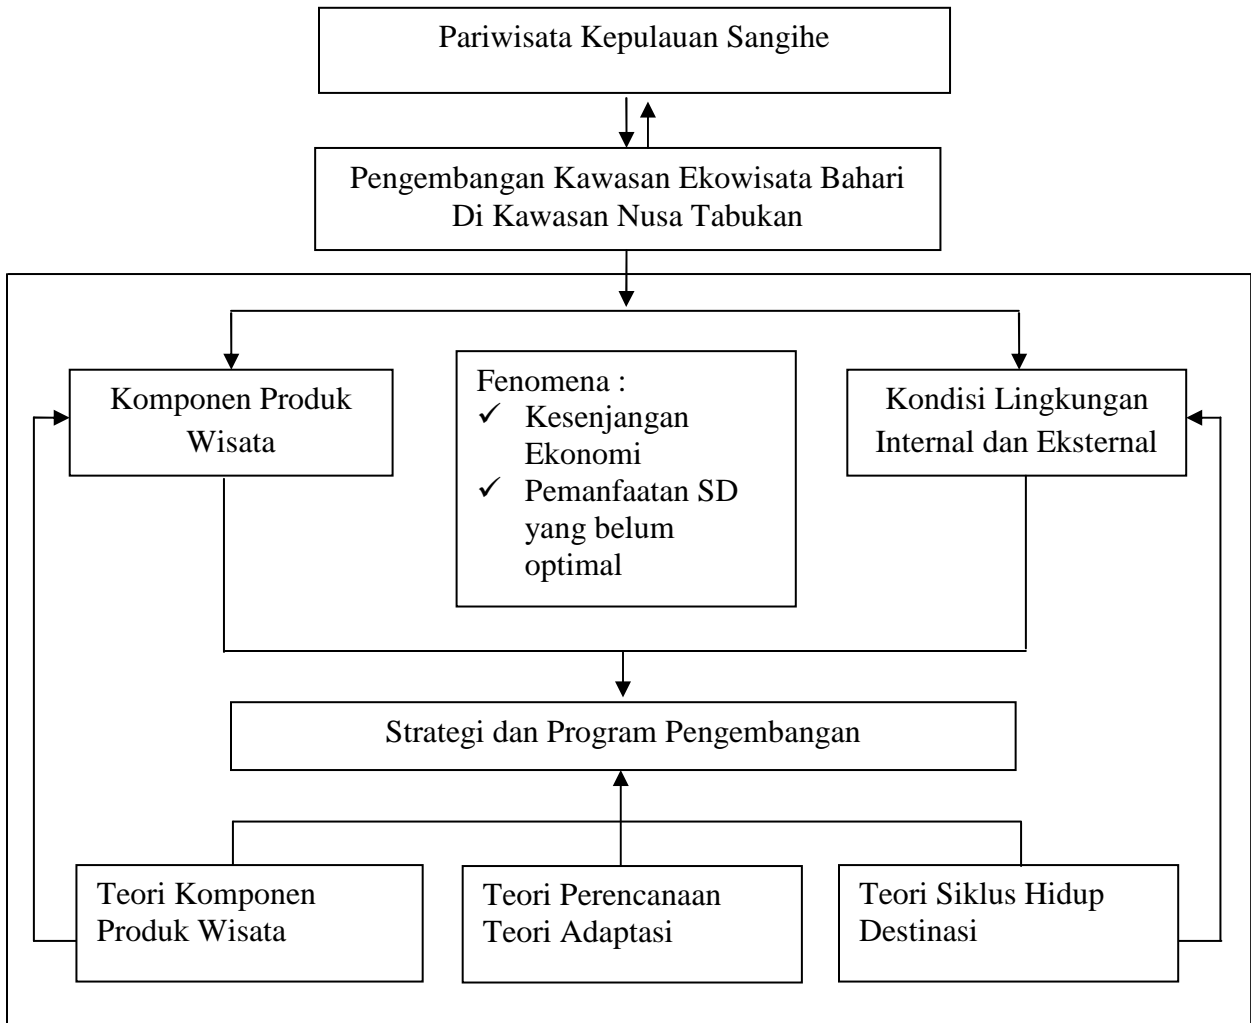 Pariwisata Kepulauan Sangihe
Pengembangan Kawasan Ekowisata Bahari
Di Kawasan Nusa Tabukan
Komponen Produk
Wisata
Fenomena :
✓ Kesenjangan
Ekonomi
✓ Pemanfaatan SD
yang belum
optimal
Kondisi Lingkungan
Internal dan Eksternal
Strategi dan Program Pengembangan
Teori Komponen
Produk Wisata
Teori Perencanaan
Teori Adaptasi
Teori Siklus Hidup
Destinasi